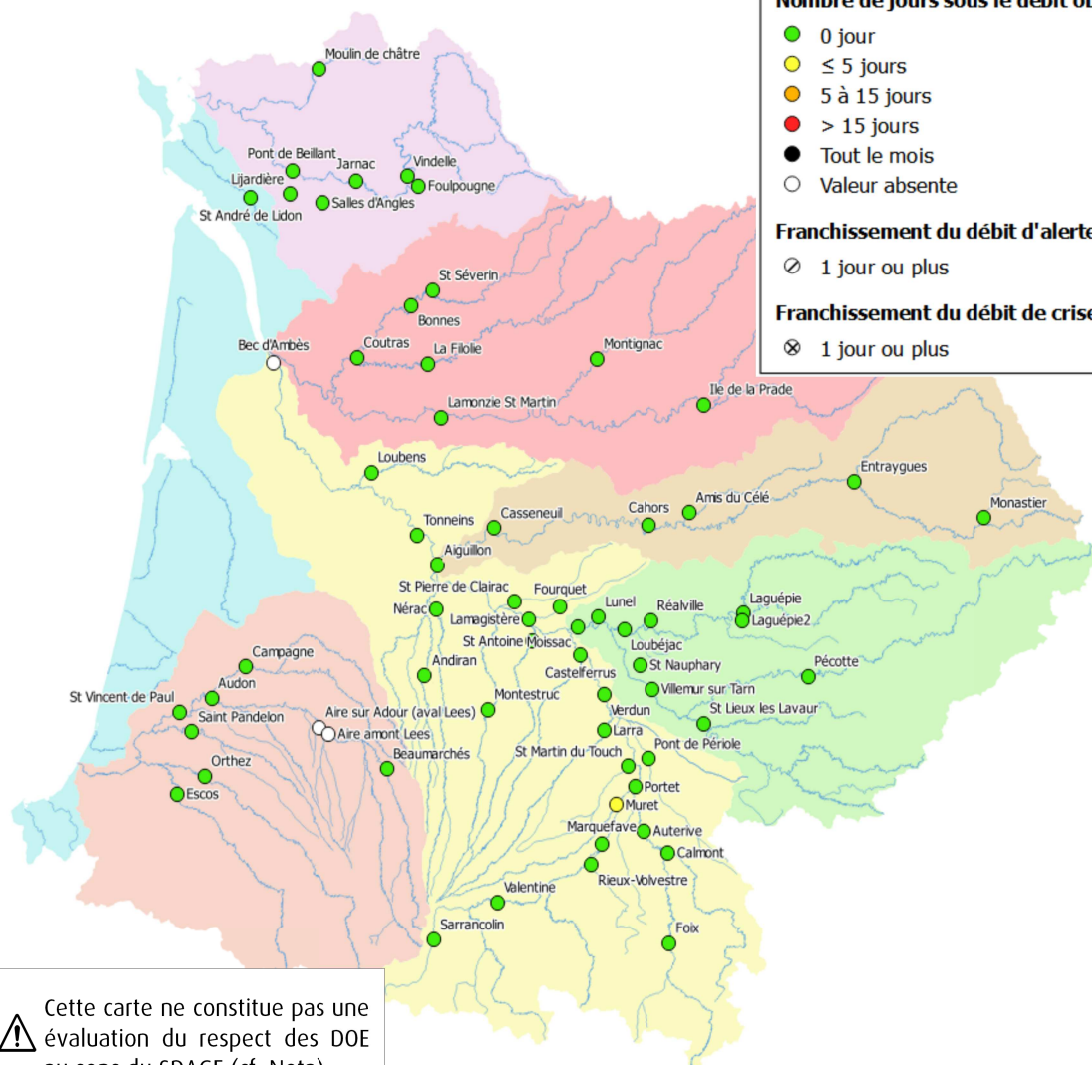 Nombre de jours sous le débit
0 jour
≤ 5 jours
5 à 15 jours
> 15 jours
Tout le mois
Valeur absente
Franchissement du débit d'alerte
1 jour ou plus
Franchissement du débit de crise
1 jour ou plus
Moulin de châtre
Pont de Beillant
Jarnac
Vindelle
Lijardière
Foulpougne
Salles d'Angles
St André de Lidon
St Séverin
Bonnes
Bec d'Ambès
Coutras
La Filolie
Montignac
Ile de la Prade
Lamonzie St Martin
Loubens
Entraygues
Amis du Célé
Monastier
Cahors
Casseneuil
Tonneins
Aiguillon
St Pierre de Clairac
Fourquet
Lunel
Réalville
Laguépie
Nérac
Lamagistère
Laguépie2
St Antoine
Moissac
Loubéjac
Campagne
Andiran
Castelferrus
St Nauphary
Pécotte
Audon
Villemur sur Tarn
St Vincent de Paul
Montestruc
Saint Pandelon
Aire sur Adour (aval Lees)
Verdun
St Lieux les Lavaur
Aire amont Lees
Larra
Pont de Périole
St Martin du Touch
Beaumarchés
Orthez
Portet
Escos
Muret
Marquefave
Auterive
Calmont
Rieux-Volvestre
Valentine
Sarrancolin
Foix
Cette carte ne constitue pas une
évaluation du respect des DOE
au sens du SDAGE (cf. Nota)